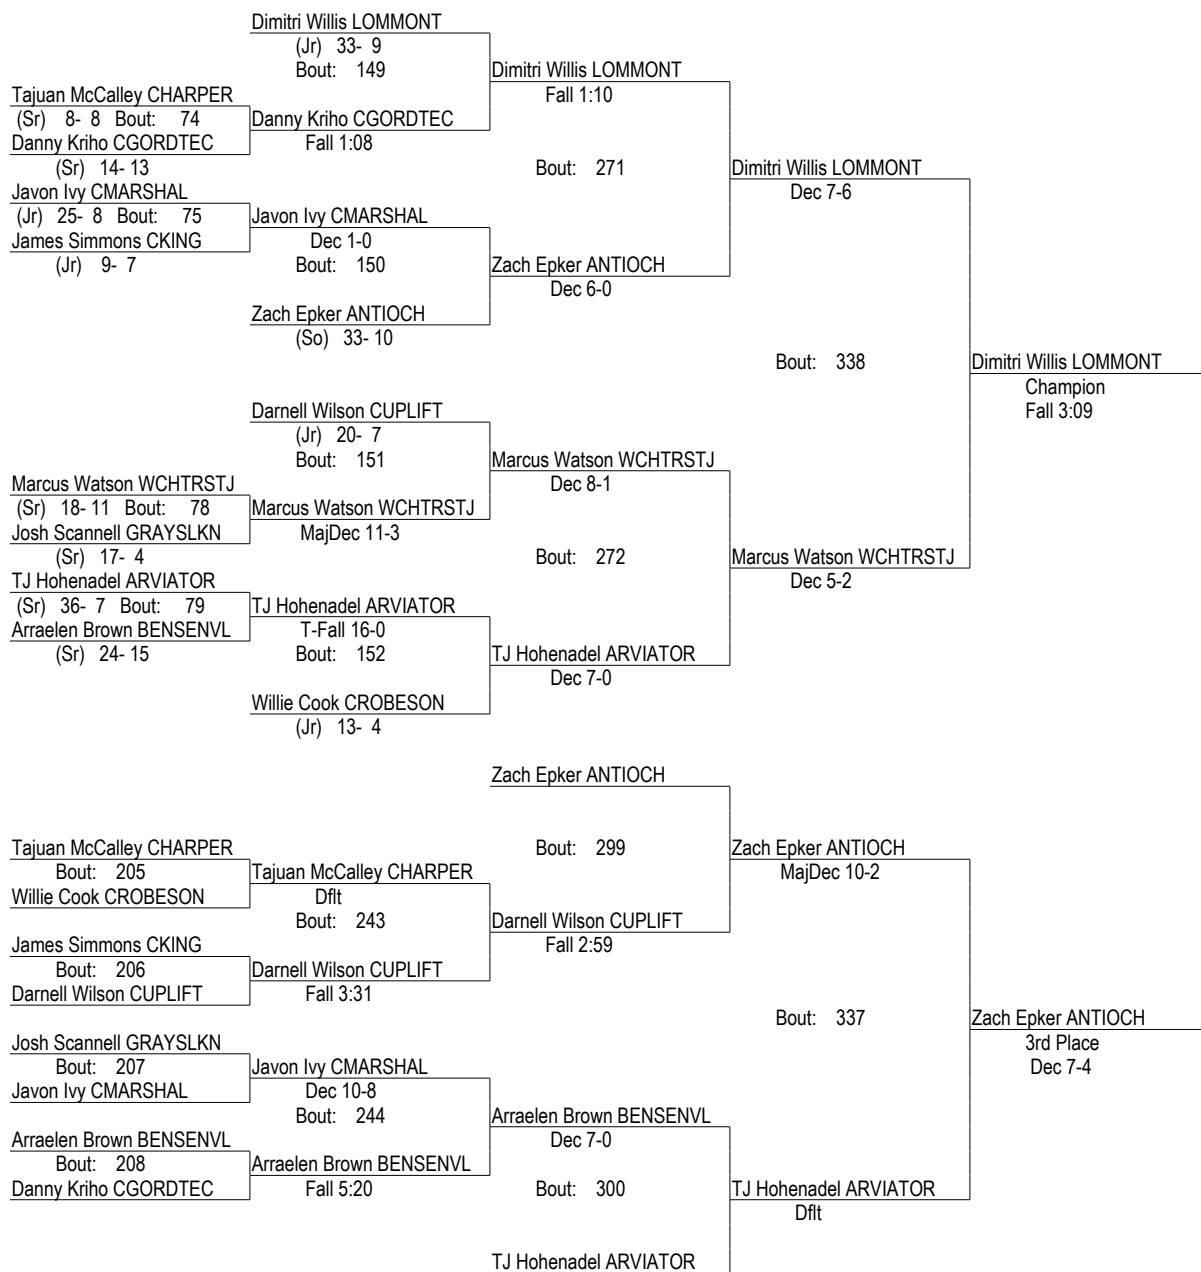 Dimitri Willis LOMMONT
(Jr) 33- 9
Bout: 149
Dimitri Willis LOMMONT
Fall 1:10
Tajuan McCalley CHARPER
(Sr) 8- 8 Bout: 74
Danny Kriho CGORDTEC
Fall 1:08
Danny Kriho CGORDTEC
(Sr) 14- 13
Bout: 271
Dimitri Willis LOMMONT
Dec 7-6
Javon Ivy CMARSHAL
(Jr) 25- 8 Bout: 75
Javon Ivy CMARSHAL
Dec 1-0
James Simmons CKING
(Jr) 9- 7
Bout: 150
Zach Epker ANTIOCH
Dec 6-0
Zach Epker ANTIOCH
(So) 33- 10
Bout: 338
Dimitri Willis LOMMONT
Champion
Fall 3:09
Darnell Wilson CUPLIFT
(Jr) 20- 7
Bout: 151
Marcus Watson WCHTRSTJ
Dec 8-1
Marcus Watson WCHTRSTJ
(Sr) 18- 11 Bout: 78
Marcus Watson WCHTRSTJ
MajDec 11-3
Josh Scannell GRAYSLKN
(Sr) 17- 4
Bout: 272
Marcus Watson WCHTRSTJ
Dec 5-2
TJ Hohenadel ARVIATOR
(Sr) 36- 7 Bout: 79
TJ Hohenadel ARVIATOR
T-Fall 16-0
Arraelen Brown BENSENVL
(Sr) 24- 15
Bout: 152
TJ Hohenadel ARVIATOR
Dec 7-0
Willie Cook CROBESON
(Jr) 13- 4
Zach Epker ANTIOCH
Bout: 299
Zach Epker ANTIOCH
MajDec 10-2
Tajuan McCalley CHARPER
Bout: 205
Willie Cook CROBESON
Tajuan McCalley CHARPER
Dflt
Bout: 243
Darnell Wilson CUPLIFT
Fall 2:59
James Simmons CKING
Bout: 206
Darnell Wilson CUPLIFT
Darnell Wilson CUPLIFT
Fall 3:31
Bout: 337
Zach Epker ANTIOCH
3rd Place
Dec 7-4
Josh Scannell GRAYSLKN
Bout: 207
Javon Ivy CMARSHAL
Javon Ivy CMARSHAL
Dec 10-8
Bout: 244
Arraelen Brown BENSENVL
Dec 7-0
Arraelen Brown BENSENVL
Bout: 208
Danny Kriho CGORDTEC
Arraelen Brown BENSENVL
Fall 5:20
Bout: 300
TJ Hohenadel ARVIATOR
Dflt
TJ Hohenadel ARVIATOR